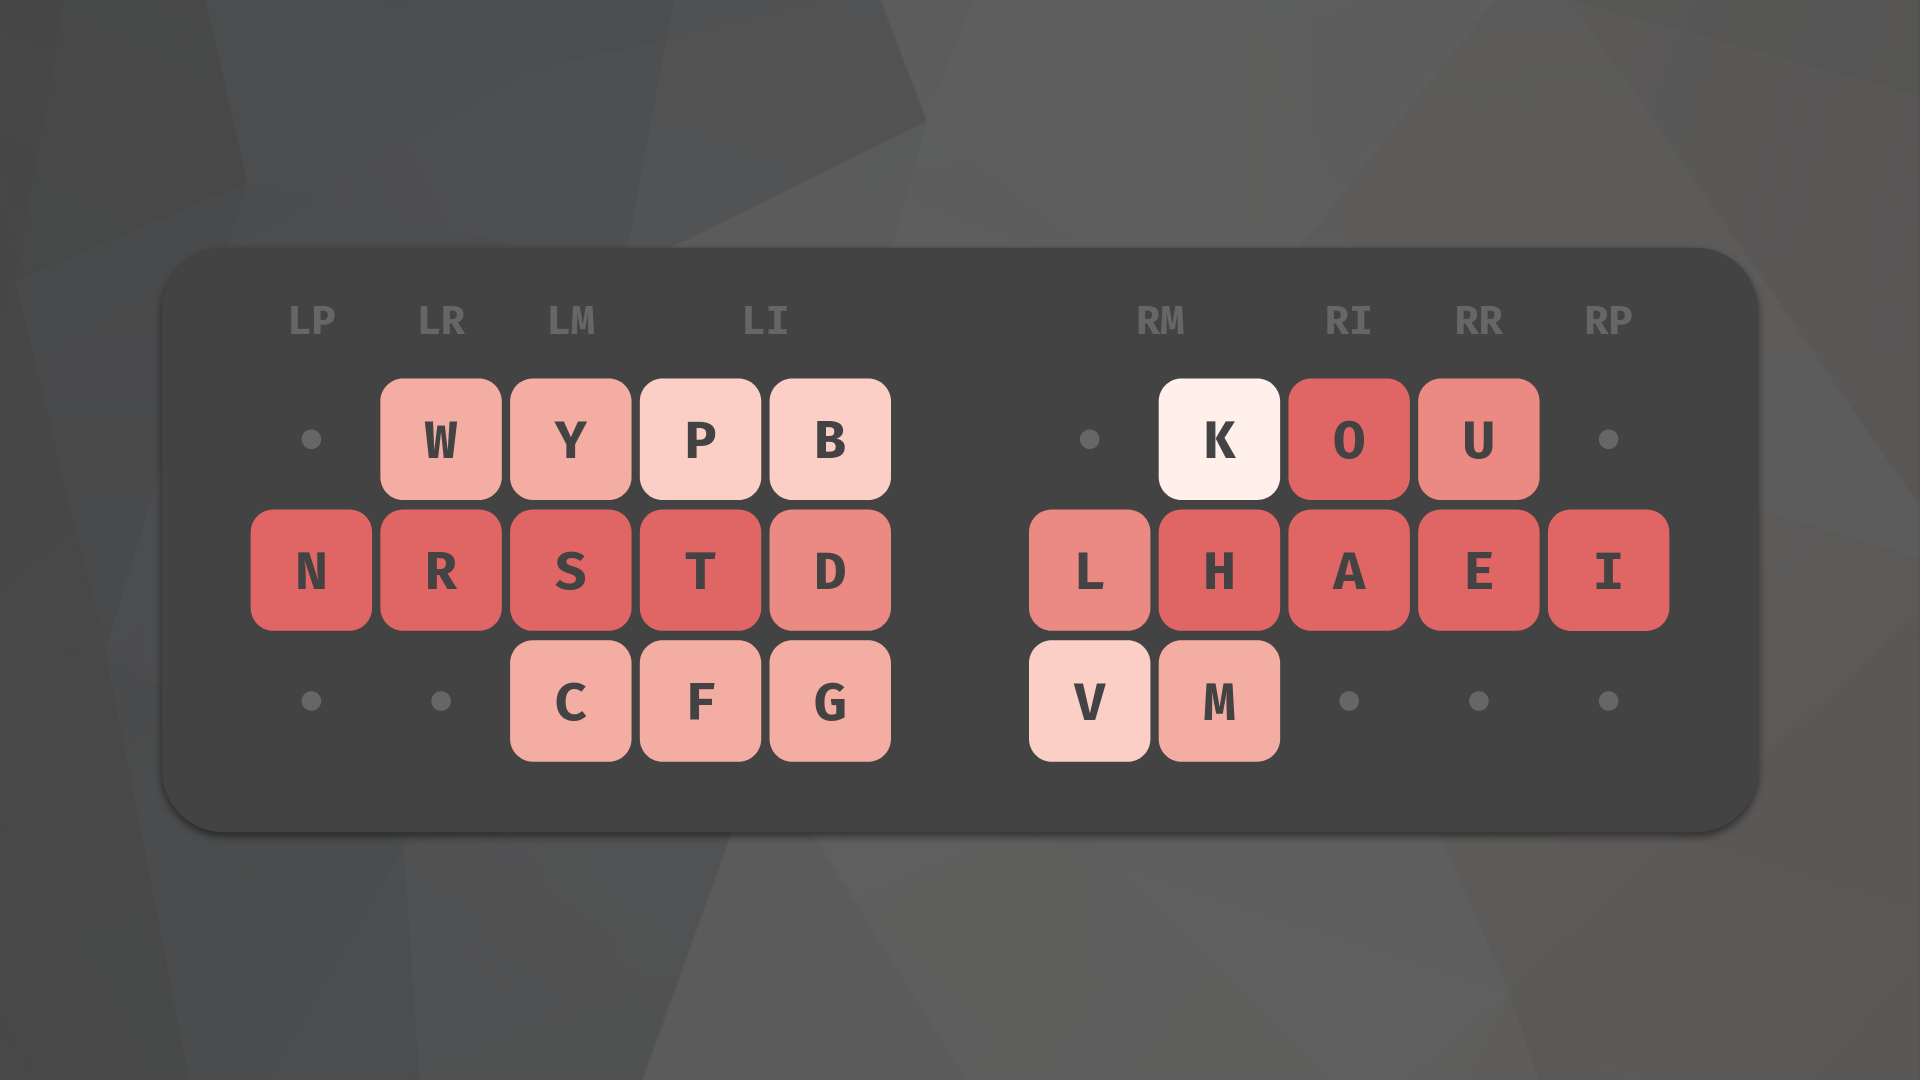 LP LR LM LI RM RI RR RP
W Y P B K O U
N R S T D L H A E I
C F G V M